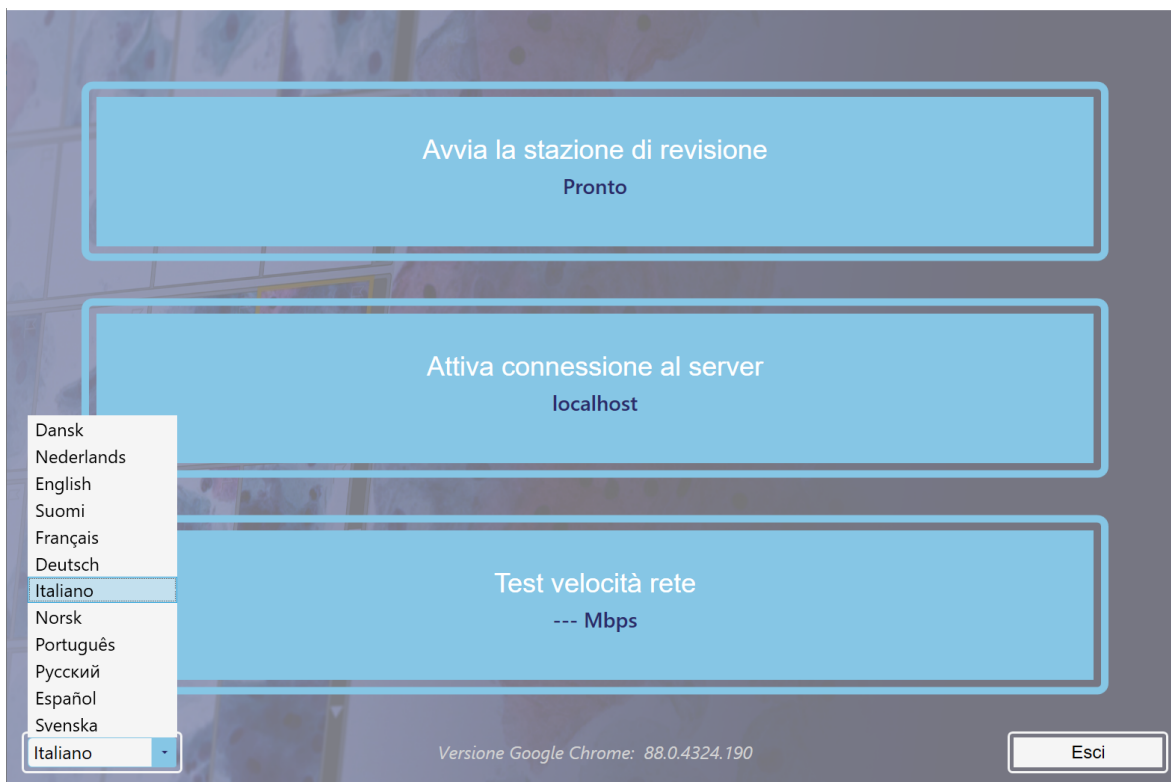 Avvia la stazione di revisione
Pronto
Attiva connessione al server
localhost
Test velocità rete
--- Mbps
Dansk
Nederlands
English
Suomi
Français
Deutsch
Italiano
Norsk
Português
Русский
Español
Svenska
Italiano
Versione Google Chrome: 88.0.4324.190
Esci